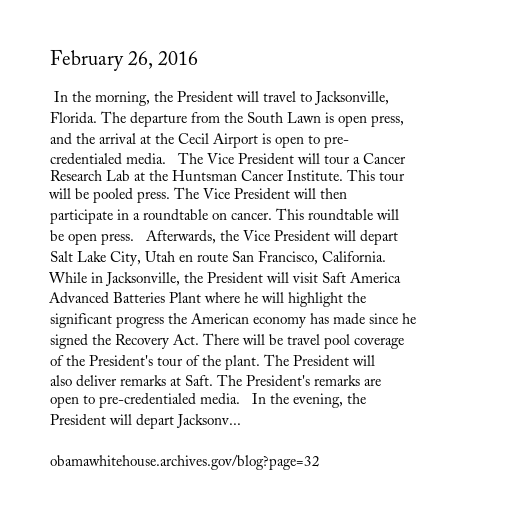 February 26, 2016
In the morning, the President will travel to Jacksonville,
Florida. The departure from the South Lawn is open press,
and the arrival at the Cecil Airport is open to pre-
credentialed media.   The Vice President will tour a Cancer
Research Lab at the Huntsman Cancer Institute. This tour
will be pooled press. The Vice President will then
participate in a roundtable on cancer. This roundtable will
be open press.   Afterwards, the Vice President will depart
Salt Lake City, Utah en route San Francisco, California.
While in Jacksonville, the President will visit Saft America
Advanced Batteries Plant where he will highlight the
significant progress the American economy has made since he
signed the Recovery Act. There will be travel pool coverage
of the President's tour of the plant. The President will
also deliver remarks at Saft. The President's remarks are
open to pre-credentialed media.   In the evening, the
President will depart Jacksonv...
obamawhitehouse.archives.gov/blog?page=32